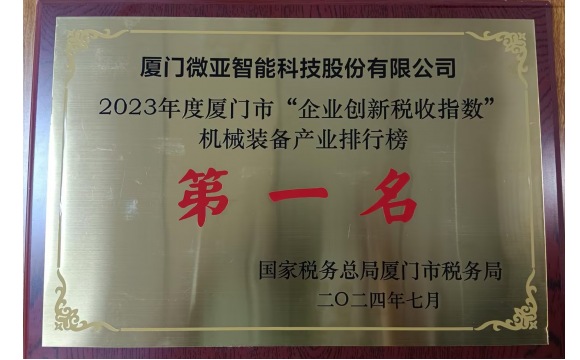 厦门微亚智能科技股份有限公司
2023年度厦门市“企业创新税收指数”
机械装备产业排行榜
第一名
国家税务总局厦门市税务局
二〇二四年七月